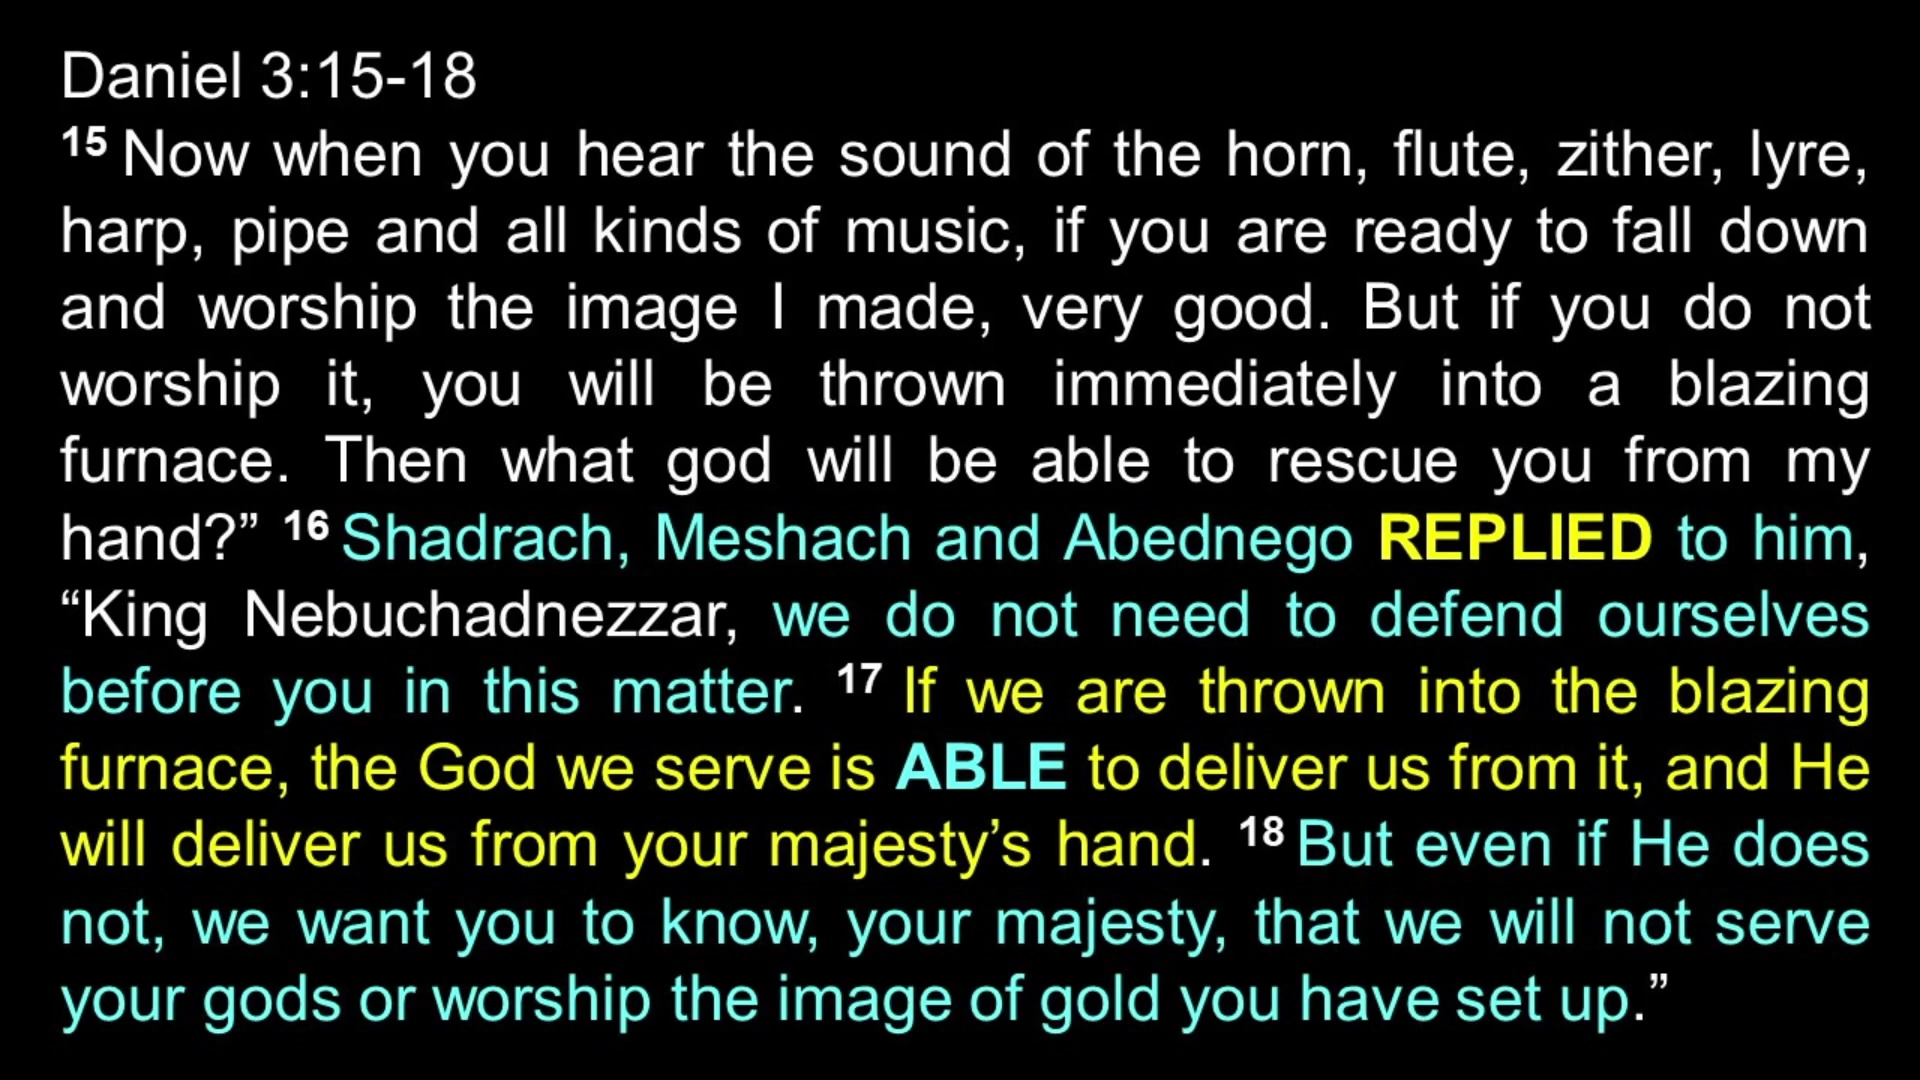 Daniel 3:15-18
15 Now when you hear the sound of the horn, flute, zither, lyre,
harp, pipe and all kinds of music, if you are ready to fall down
and worship the image I made, very good. But if you do not
worship it, you will be thrown immediately into a blazing
furnace. Then what god will be able to rescue you from my
hand?” 16 Shadrach, Meshach and Abednego REPLIED to him,
“King Nebuchadnezzar, we do not need to defend ourselves
before you in this matter. 17 If we are thrown into the blazing
furnace, the God we serve is ABLE to deliver us from it, and He
will deliver us from your majesty’s hand. 18 But even if He does
not, we want you to know, your majesty, that we will not serve
your gods or worship the image of gold you have set up.”